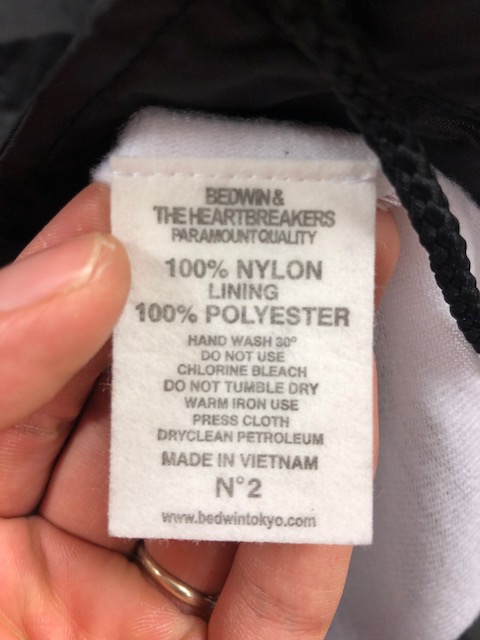 BEDWIN &
THE HEARTBREAKERS
PARAMOUNT QUALITY
100% NYLON
LINING
100% POLYESTER
HAND WASH 30°
DO NOT USE
CHLORINE BLEACH
DO NOT TUMBLE DRY
WARM IRON USE
PRESS CLOTH
DRYCLEAN PETROLEUM
MADE IN VIETNAM
N°2
www.bedwintokyo.com